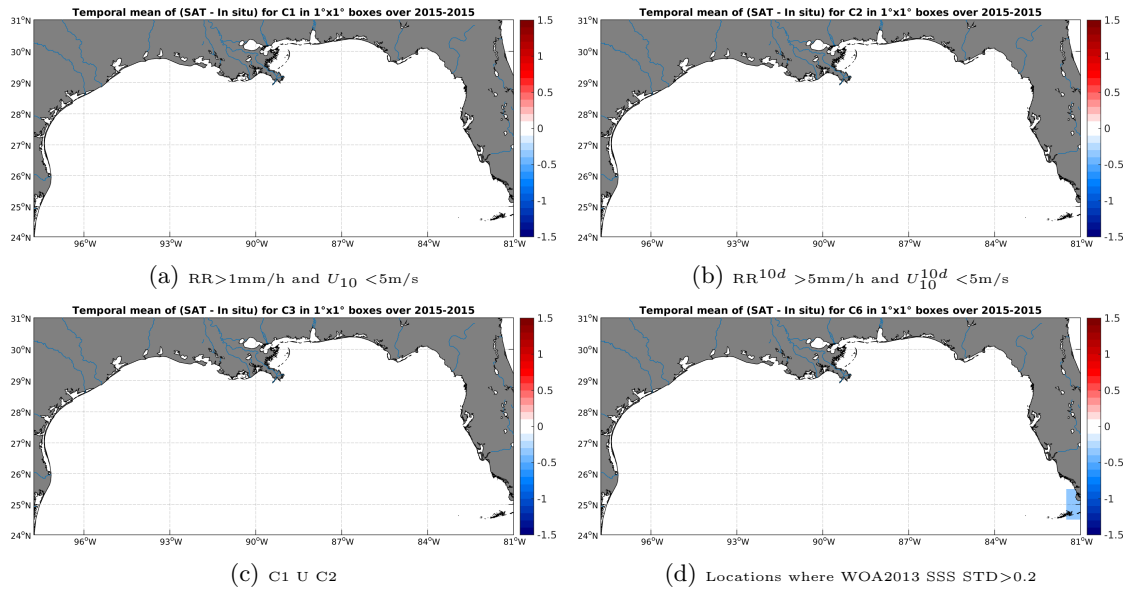 Temporal mean of (SAT - In situ) for C1 in 1°x1° boxes over 2015-2015
31°N
30°N
29°N
28°N
27°N
26°N
25°N
24°N
96°W 93°W 90°W 87°W 84°W 81°W
1.5
1
0.5
0
-0.5
-1
-1.5
(a) RR>1mm/h and U10 <5m/s
Temporal mean of (SAT - In situ) for C2 in 1°x1° boxes over 2015-2015
31°N
30°N
29°N
28°N
27°N
26°N
25°N
24°N
96°W 93°W 90°W 87°W 84°W 81°W
1.5
1
0.5
0
-0.5
-1
-1.5
(b) RR10d >5mm/h and U10d10 <5m/s
Temporal mean of (SAT - In situ) for C3 in 1°x1° boxes over 2015-2015
31°N
30°N
29°N
28°N
27°N
26°N
25°N
24°N
96°W 93°W 90°W 87°W 84°W 81°W
1.5
1
0.5
0
-0.5
-1
-1.5
(c) C1 U C2
Temporal mean of (SAT - In situ) for C6 in 1°x1° boxes over 2015-2015
31°N
30°N
29°N
28°N
27°N
26°N
25°N
24°N
96°W 93°W 90°W 87°W 84°W 81°W
1.5
1
0.5
0
-0.5
-1
-1.5
(d) Locations where WOA2013 SSS STD>0.2